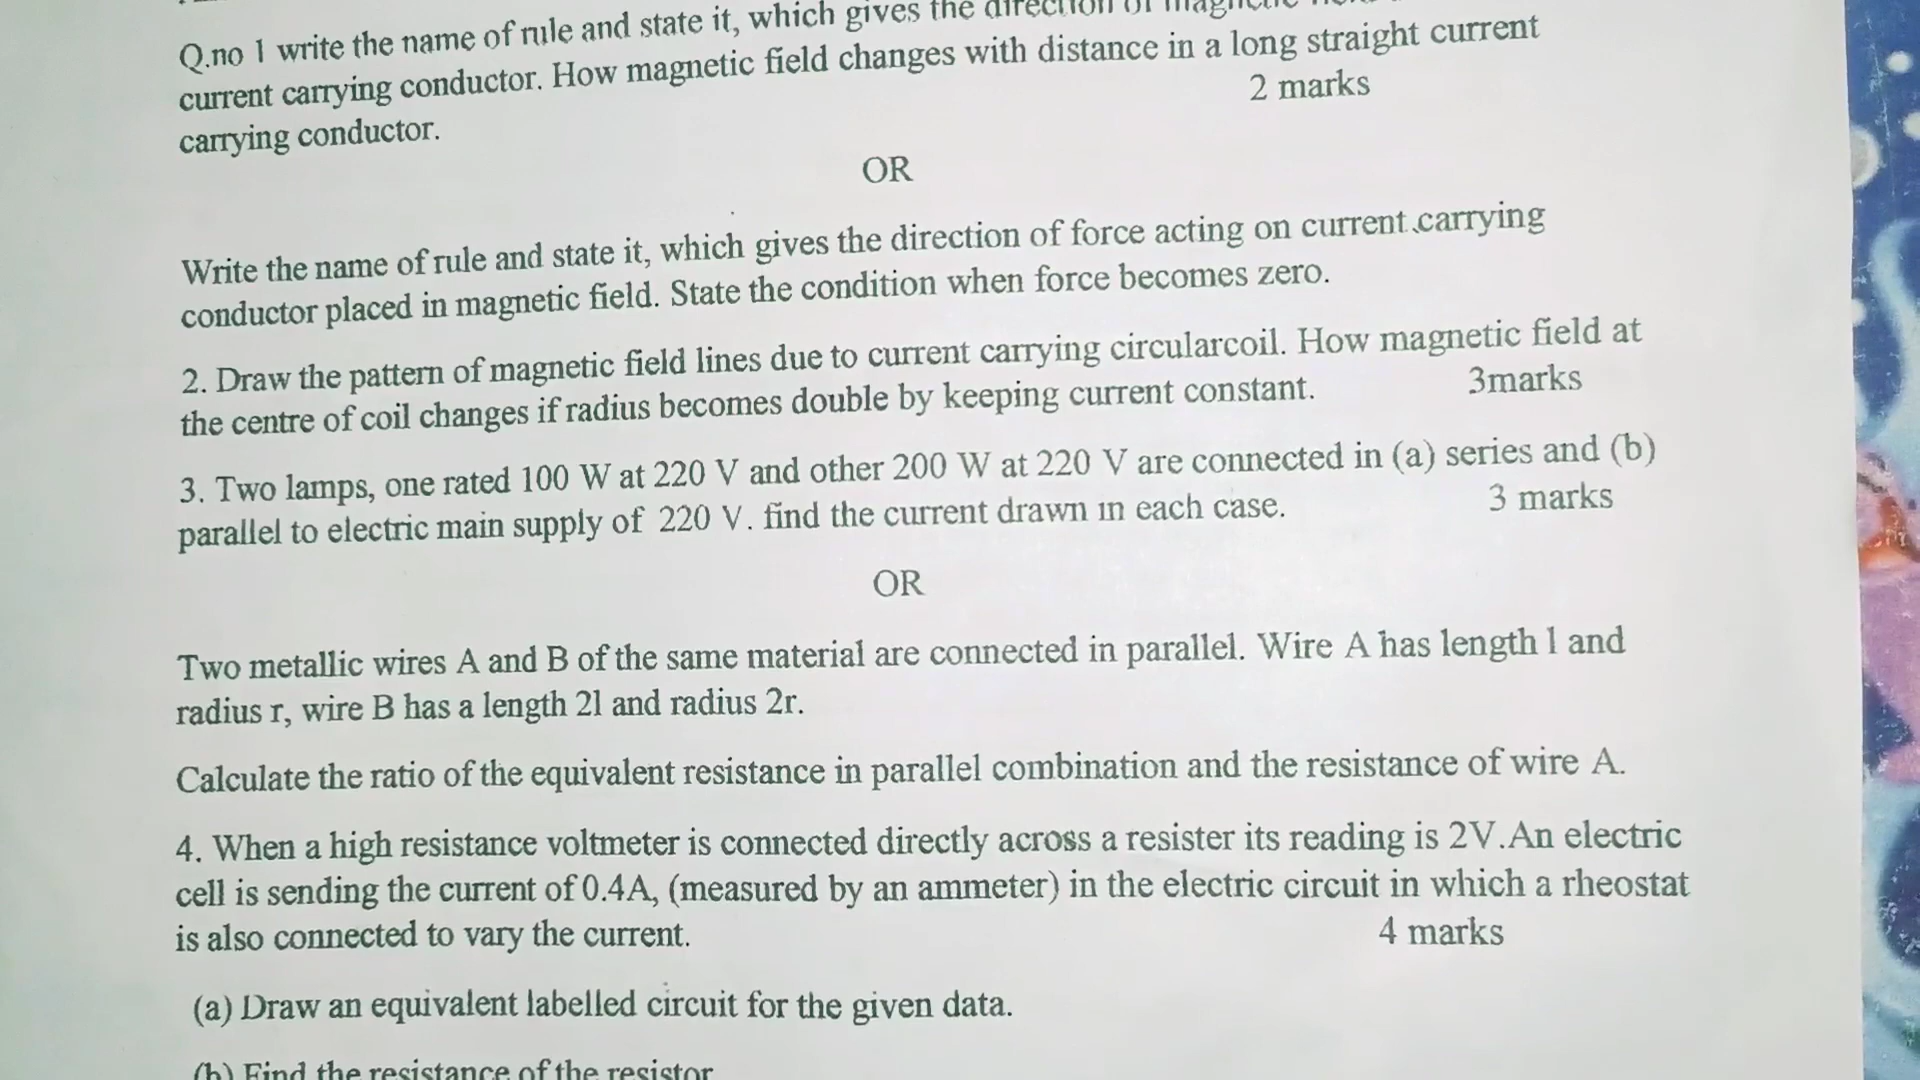 Q.no 1 write the name of rule and state it, which gives the direction of magnetic
current carrying conductor. How magnetic field changes with distance in a long straight current
2 marks
carrying conductor.
OR
Write the name of rule and state it, which gives the direction of force acting on current carrying
conductor placed in magnetic field. State the condition when force becomes zero.
2. Draw the pattern of magnetic field lines due to current carrying circularcoil. How magnetic field at
the centre of coil changes if radius becomes double by keeping current constant. 3marks
3. Two lamps, one rated 100 W at 220 V and other 200 W at 220 V are connected in (a) series and (b)
parallel to electric main supply of 220 V. find the current drawn in each case. 3 marks
OR
Two metallic wires A and B of the same material are connected in parallel. Wire A has length l and
radius r, wire B has a length 2l and radius 2r.
Calculate the ratio of the equivalent resistance in parallel combination and the resistance of wire A.
4. When a high resistance voltmeter is connected directly across a resister its reading is 2V.An electric
cell is sending the current of 0.4A, (measured by an ammeter) in the electric circuit in which a rheostat
is also connected to vary the current. 4 marks
(a) Draw an equivalent labelled circuit for the given data.
(b) Find the resistance of the resistor